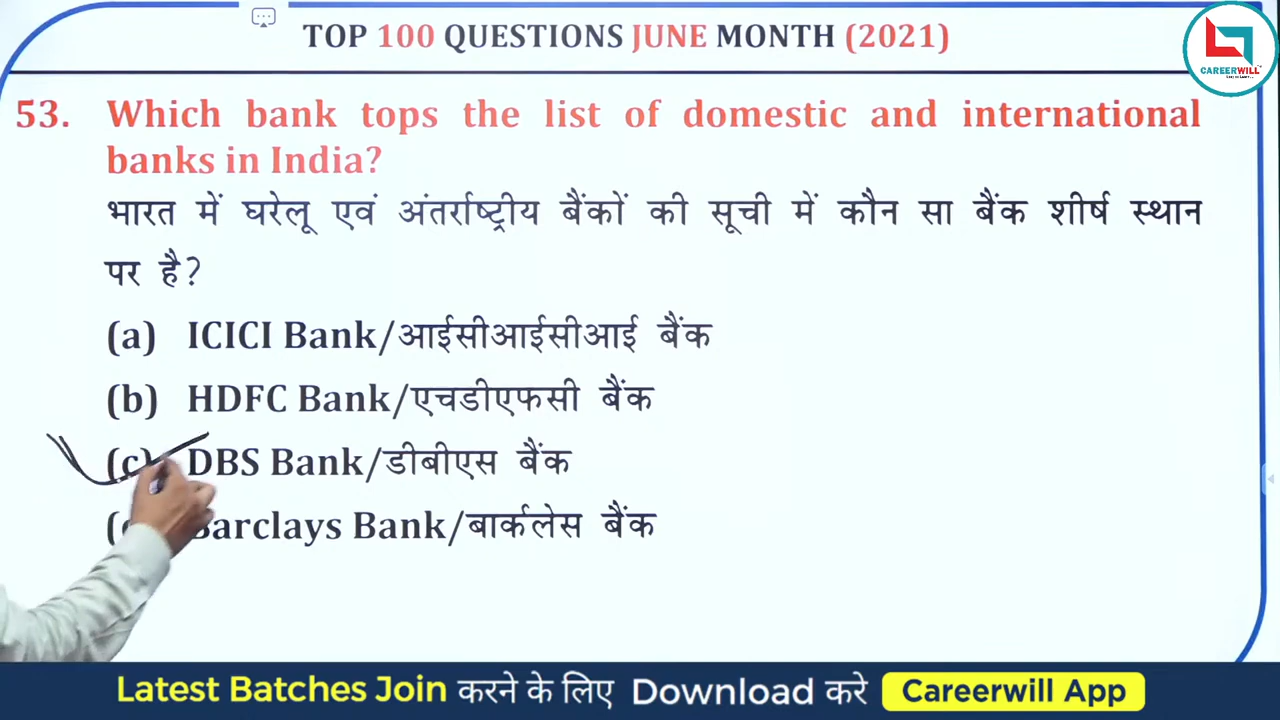 TOP 100 QUESTIONS JUNE MONTH (2021)
CAREERWILL
53. Which bank tops the list of domestic and international
banks in India?
भारत में घरेलू एवं अंतर्राष्ट्रीय बैंकों की सूची में कौन सा बैंक शीर्ष स्थान
पर है?
(a) ICICI Bank/आईसीआईसीआई बैंक
(b) HDFC Bank/एचडीएफसी बैंक
(c) DBS Bank/डीबीएस बैंक
Barclays Bank/बार्कलेस बैंक
Latest Batches Join करने के लिए Download करे Careerwill App